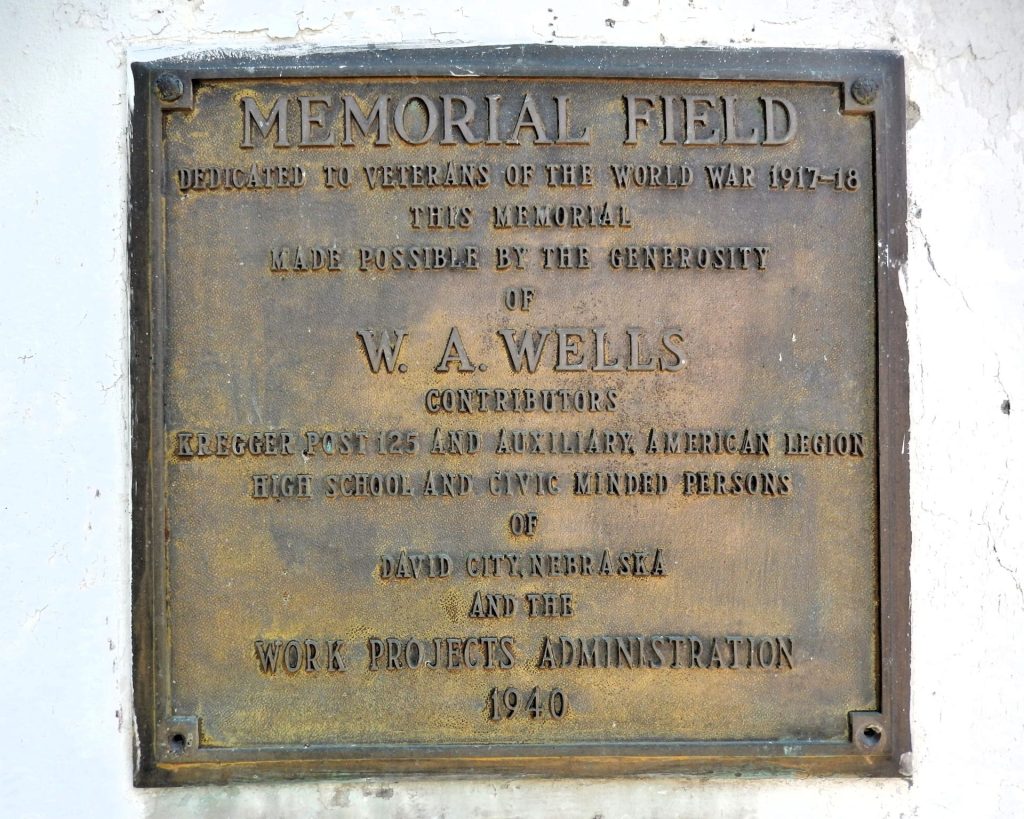 MEMORIAL FIELD
DEDICATED TO VETERANS OF THE WORLD WAR 1917-18
THIS MEMORIAL
MADE POSSIBLE BY THE GENEROSITY
OF
W. A. WELLS
CONTRIBUTORS
KREGGER POST 125 AND AUXILIARY, AMERICAN LEGION
HIGH SCHOOL AND CIVIC MINDED PERSONS
OF
DAVID CITY, NEBRASKA
AND THE
WORK PROJECTS ADMINISTRATION
1940